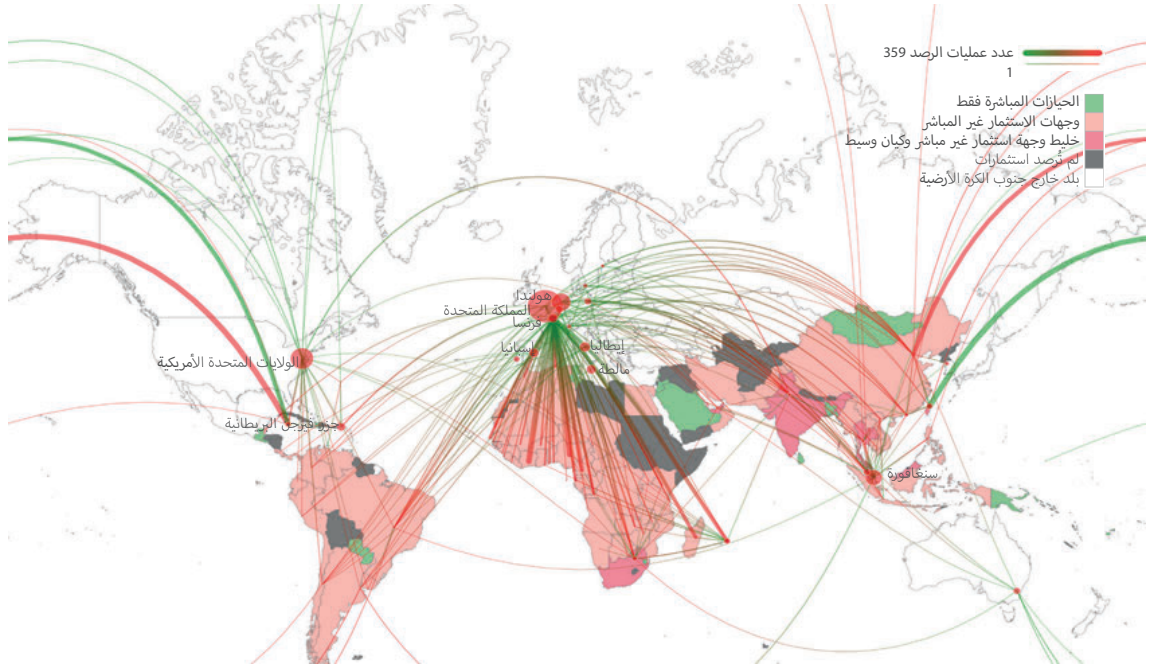 عدد عمليات الرصد 359
1
الحيازات المباشرة فقط
وجهات الاستثمار غير المباشر
خليط وجهة استثمار غير مباشر وكيان وسيط
لم تُرصد استثمارات
بلد خارج جنوب الكرة الأرضية
هولندا
المملكة المتحدة
فرنسا
إيطاليا
إسبانيا
مالطة
الولايات المتحدة الأمريكية
جزر فيرجن البريطانية
سنغافورة